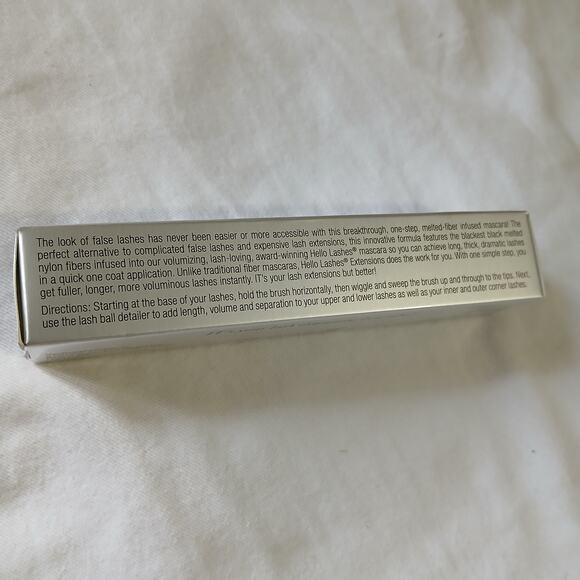 The look of false lashes has never been easier or more accessible with this breakthrough, one-step, melted-fiber infused mascara! The
perfect alternative to complicated false lashes and expensive lash extensions, this innovative formula features the blackest black melted
nylon fibers infused into our volumizing, lash-loving, award-winning Hello Lashes® mascara so you can achieve long, thick, dramatic lashes
in a quick one coat application. Unlike traditional fiber mascaras, Hello Lashes® Extensions does the work for you. With one simple step, you
get fuller, longer, more voluminous lashes instantly. IT's your lash extensions but better!
Directions: Starting at the base of your lashes, hold the brush horizontally, then wiggle and sweep the brush up and through to the tips. Next,
use the lash ball detailer to add length, volume and separation to your upper and lower lashes as well as your inner and outer corner lashes.